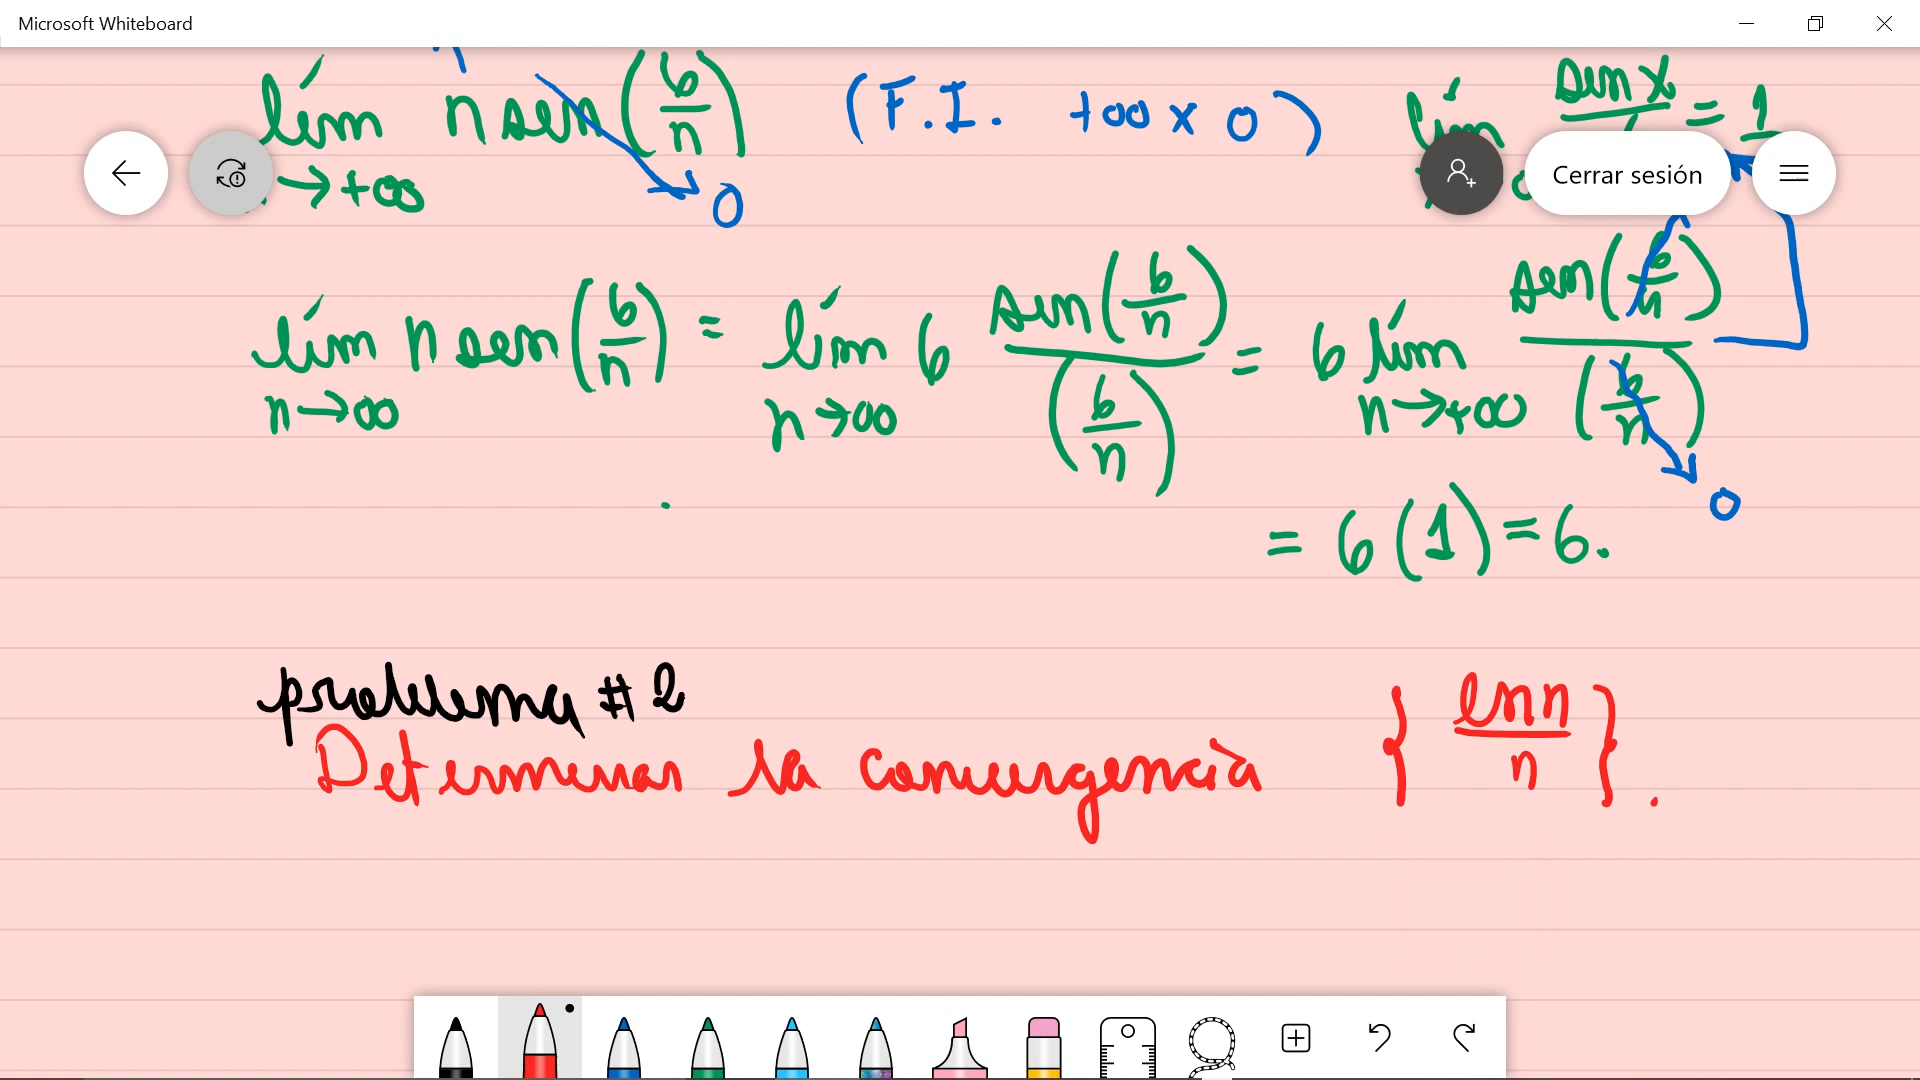 Microsoft Whiteboard
lím n sen(6/n) (F.I. +∞ x 0) lím sen x = 1
→+∞ 0
Cerrar sesión
lím n sen(6/n) = lím 6 sen(6/n)/(6/n) = 6 lím sen(6/n)/(6/n)
n→∞ n→∞ n→+∞ 0
= 6(1)=6.
problema #2
Determinar la convergencia { ln n / n }.